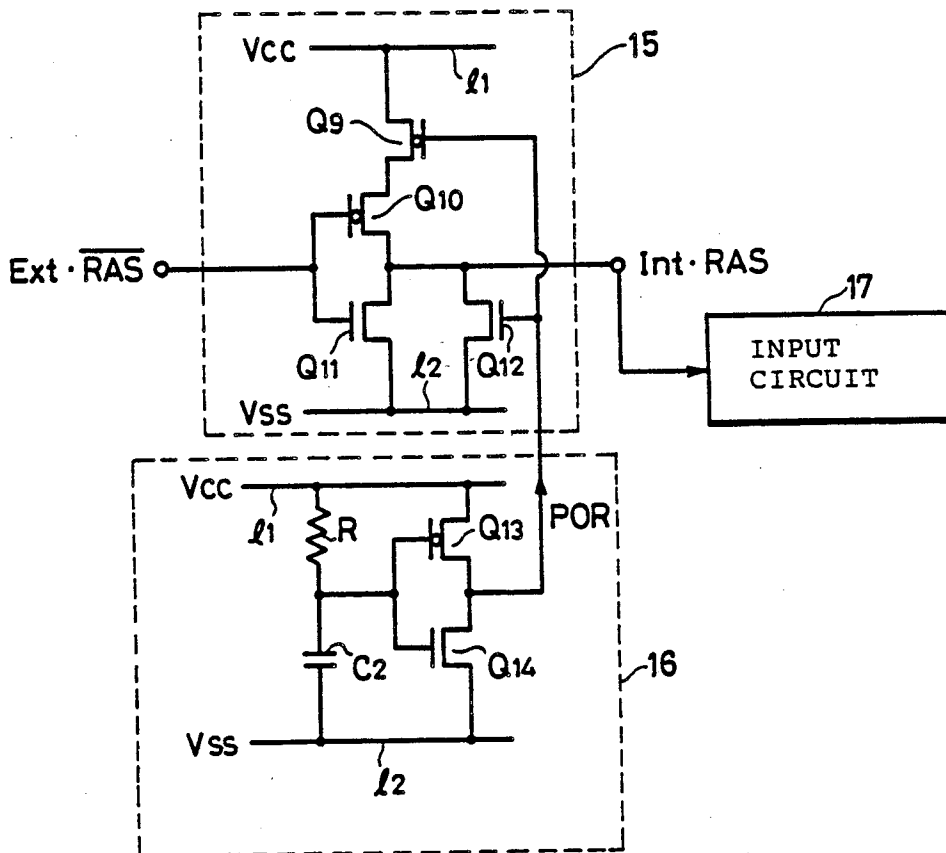 Vcc
ℓ1
15
Q9
Q10
Ext·R̅A̅S̅
Int·RAS
17
INPUT
CIRCUIT
Q11
ℓ2
Q12
Vss
Vcc
ℓ1
R
Q13
POR
C2
Q14
16
Vss
ℓ2